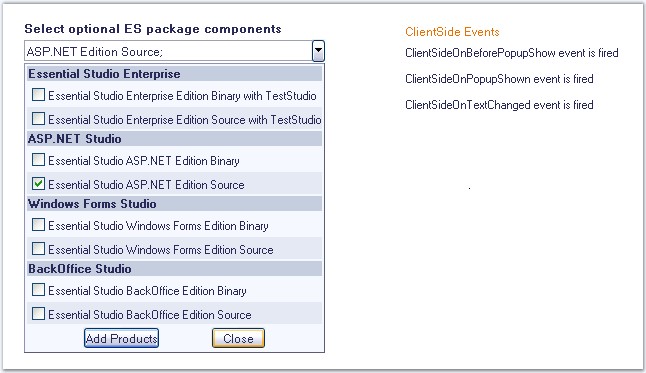 Select optional ES package components
ASP.NET Edition Source;
Essential Studio Enterprise
Essential Studio Enterprise Edition Binary with TestStudio
Essential Studio Enterprise Edition Source with TestStudio
ASP.NET Studio
Essential Studio ASP.NET Edition Binary
Essential Studio ASP.NET Edition Source
Windows Forms Studio
Essential Studio Windows Forms Edition Binary
Essential Studio Windows Forms Edition Source
BackOffice Studio
Essential Studio BackOffice Edition Binary
Essential Studio BackOffice Edition Source
Add Products
Close
ClientSide Events
ClientSideOnBeforePopupShow event is fired
ClientSideOnPopupShown event is fired
ClientSideOnTextChanged event is fired